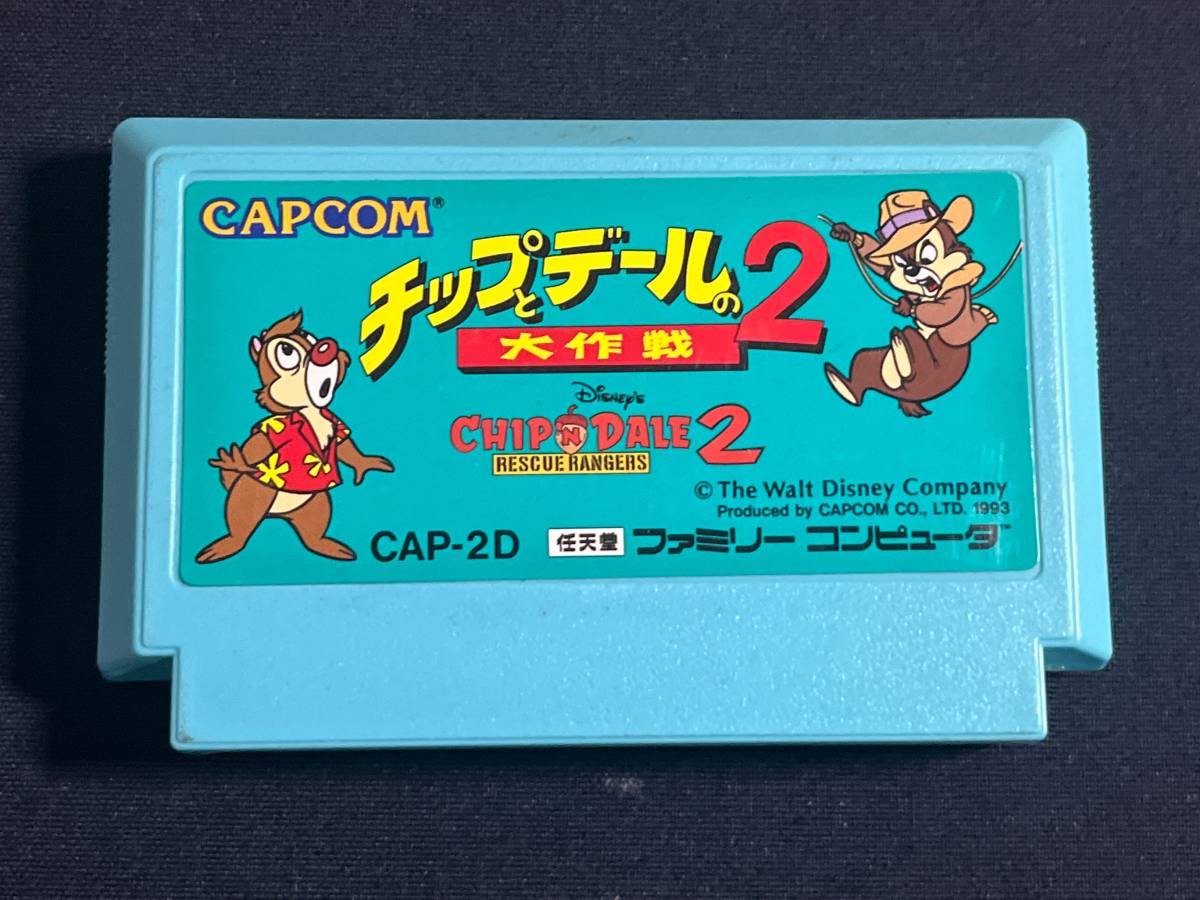 CAPCOM®
チップとデールの2
大作戦
Disney's
CHIP 'N DALE 2
RESCUE RANGERS
© The Walt Disney Company
Produced by CAPCOM CO., LTD. 1993
CAP-2D 任天堂 ファミリー コンピュータ™